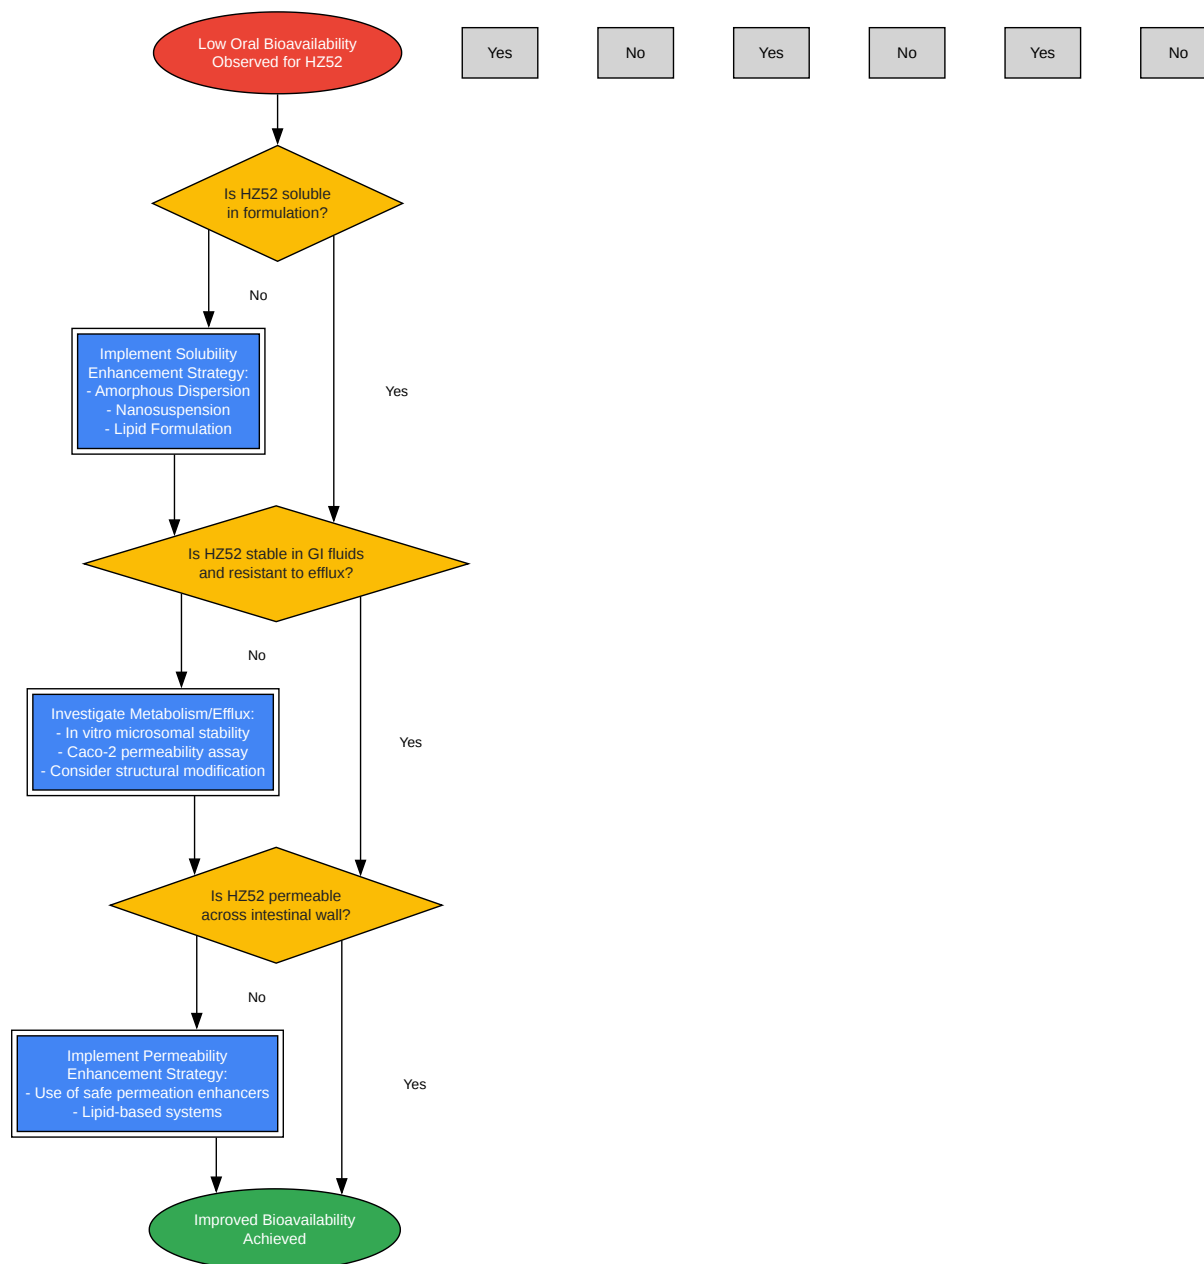 Low Oral Bioavailability
Observed for HZ52
Yes
No
Yes
No
Yes
No
Is HZ52 soluble
in formulation?
No
Implement Solubility
Enhancement Strategy:
- Amorphous Dispersion
- Nanosuspension
- Lipid Formulation
Yes
Is HZ52 stable in GI fluids
and resistant to efflux?
No
Investigate Metabolism/Efflux:
- In vitro microsomal stability
- Caco-2 permeability assay
- Consider structural modification
Yes
Is HZ52 permeable
across intestinal wall?
No
Implement Permeability
Enhancement Strategy:
- Use of safe permeation enhancers
- Lipid-based systems
Yes
Improved Bioavailability
Achieved